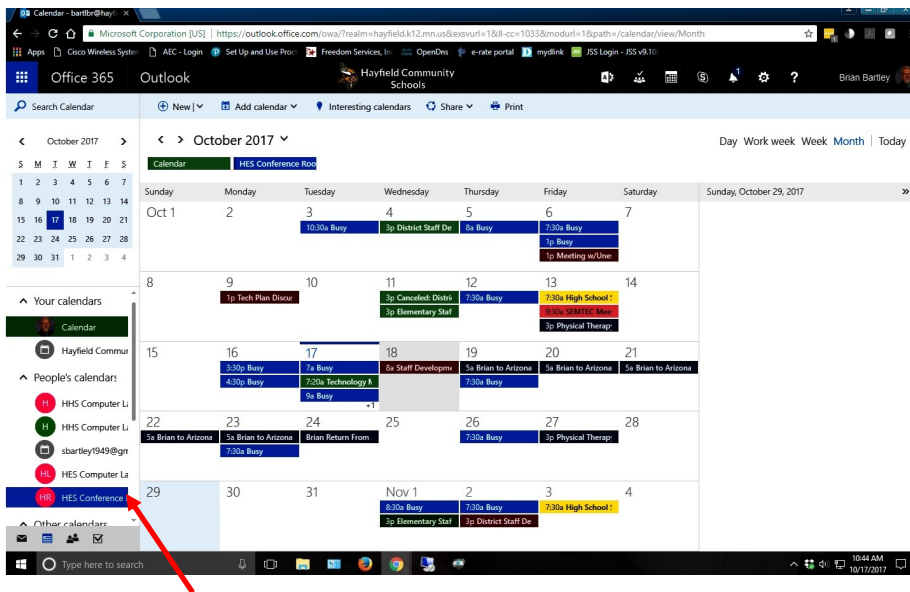 Calendar - bartlbr@hayf
Microsoft Corporation [US] | https://outlook.office.com/owa/?realm=hayfield.k12.mn.us&exsvurl=1&ll-cc=1033&modurl=1&path=/calendar/view/Month
Apps Cisco Wireless System AEC - Login Set Up and Use Proc Freedom Services, In OpenDns e-rate portal mydlink JSS Login - JSS v9.10
Office 365 Outlook Hayfield Community Schools 1 ? Brian Bartley
Search Calendar New Add calendar Interesting calendars Share Print
October 2017
S M T W T F S
1 2 3 4 5 6 7
8 9 10 11 12 13 14
15 16 17 18 19 20 21
22 23 24 25 26 27 28
29 30 31 1 2 3 4
Your calendars
Calendar
Hayfield Commur
People's calendars
HHS Computer La
H
HHS Computer La
H
sbartley1949@gm
HL HES Computer La
HR HES Conference
Other calendars
October 2017 Day Work week Week Month Today
Calendar HES Conference Roo
Sunday Monday Tuesday Wednesday Thursday Friday Saturday Sunday, October 29, 2017
Oct 1 2 3 4 5 6 7
10:30a Busy 3p District Staff De 8a Busy 7:30a Busy
1p Busy
1p Meeting w/Unes
8 9 10 11 12 13 14
1p Tech Plan Discus 3p Canceled: Distri 7:30a Busy 7:30a High School S
3p Elementary Staf 9:30a SEMTEC Mee
3p Physical Therapy
15 16 17 18 19 20 21
3:30p Busy 7a Busy 8a Staff Developme 5a Brian to Arizona 5a Brian to Arizona 5a Brian to Arizona
4:30p Busy 7:20a Technology M 7:30a Busy
9a Busy
+1
22 23 24 25 26 27 28
5a Brian to Arizona 5a Brian to Arizona Brian Return From 7:30a Busy 3p Physical Therapy
7:30a Busy
29 30 31 Nov 1 2 3 4
8:30a Busy 7:30a Busy 7:30a High School S
3p Elementary Staf 3p District Staff De
Type here to search
10:44 AM
10/17/2017